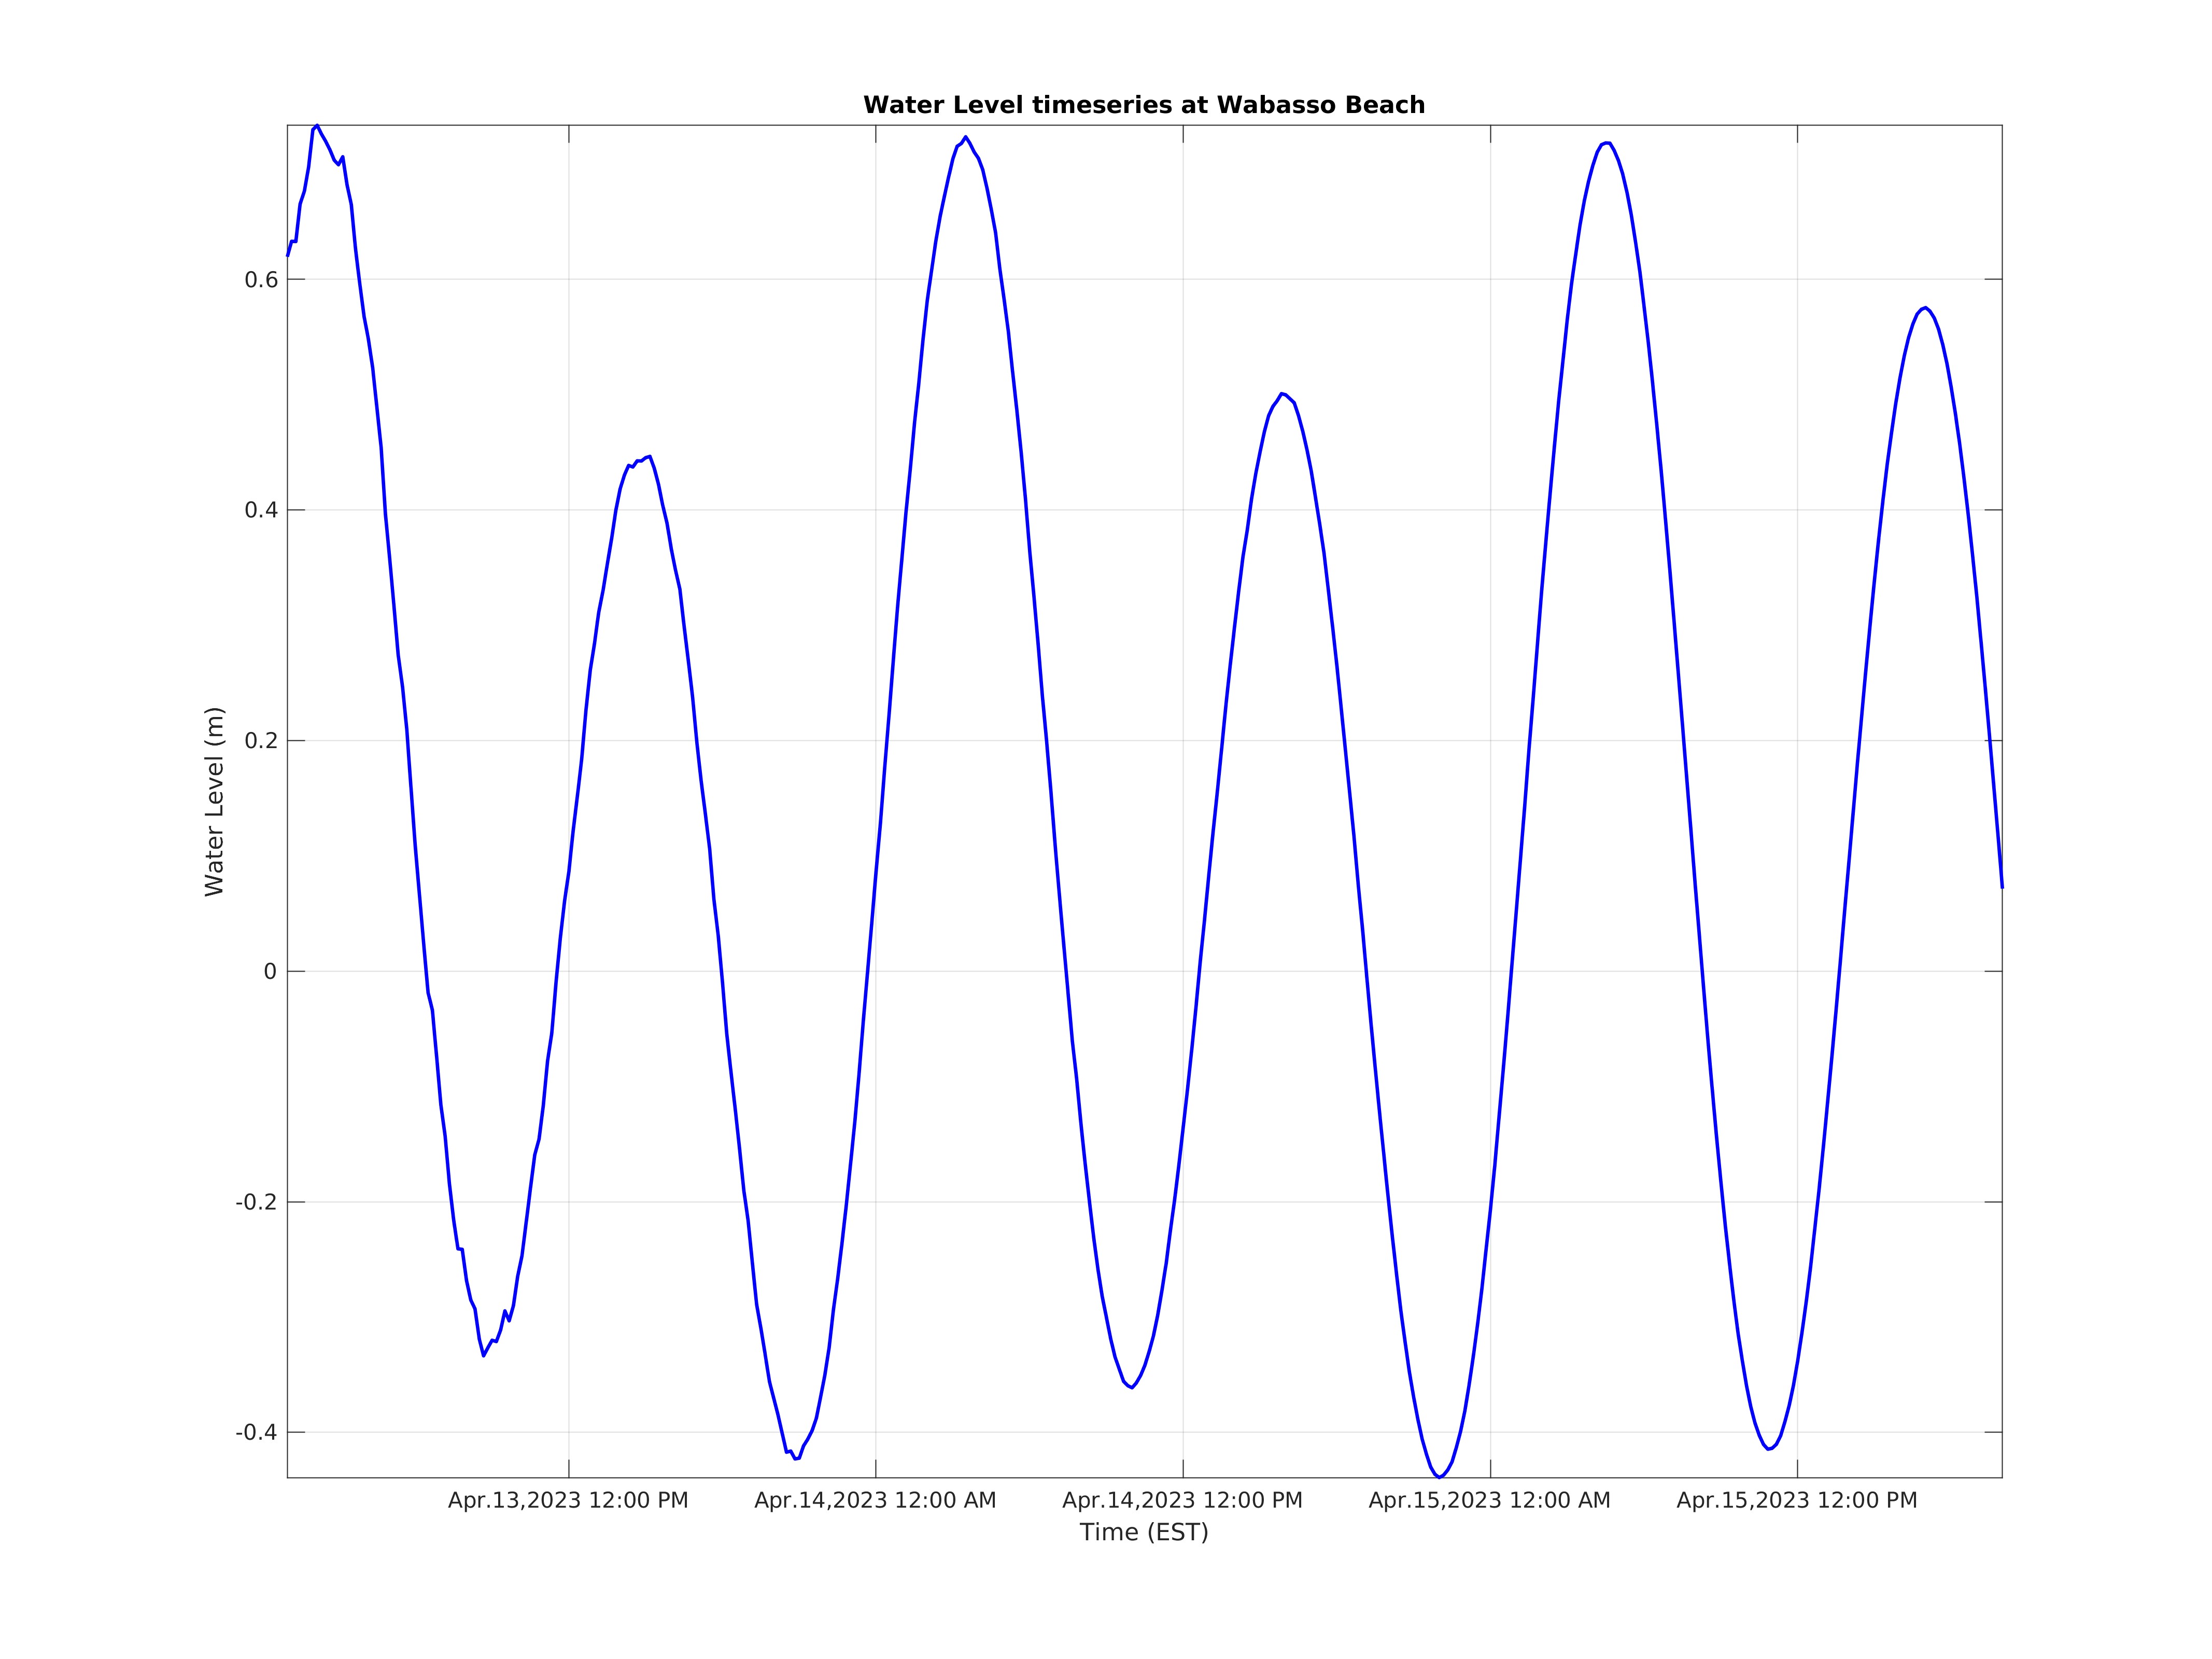 Water Level timeseries at Wabasso Beach
Water Level (m)
0.6
0.4
0.2
0
-0.2
-0.4
Apr.13,2023 12:00 PM
Apr.14,2023 12:00 AM
Apr.14,2023 12:00 PM
Apr.15,2023 12:00 AM
Apr.15,2023 12:00 PM
Time (EST)